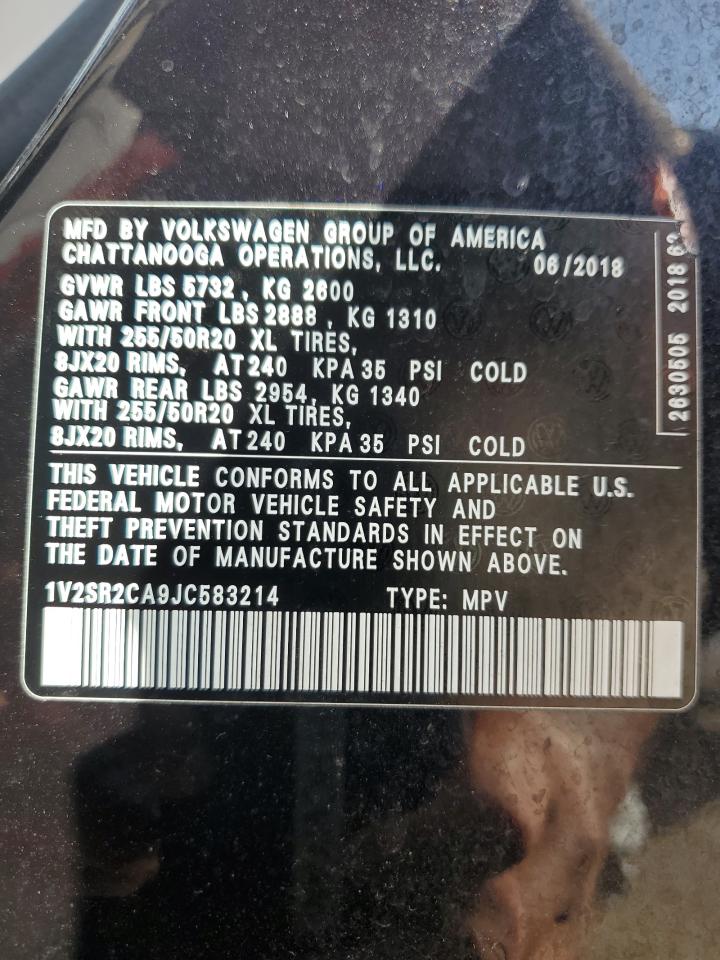 MFD BY VOLKSWAGEN GROUP OF AMERICA
CHATTANOOGA OPERATIONS, LLC. 06/2018
GVWR LBS 5732, KG 2600
GAWR FRONT LBS 2888, KG 1310
WITH 255/50R20 XL TIRES,
8JX20 RIMS, AT 240 KPA 35 PSI COLD
GAWR REAR LBS 2954, KG 1340
WITH 255/50R20 XL TIRES,
8JX20 RIMS, AT 240 KPA 35 PSI COLD
THIS VEHICLE CONFORMS TO ALL APPLICABLE U.S.
FEDERAL MOTOR VEHICLE SAFETY AND
THEFT PREVENTION STANDARDS IN EFFECT ON
THE DATE OF MANUFACTURE SHOWN ABOVE.
1V2SR2CA9JC583214 TYPE: MPV
2630505 2018